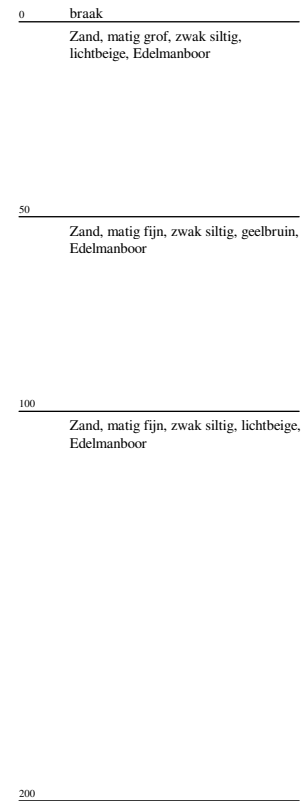 0 braak
Zand, matig grof, zwak siltig,
lichtbeige, Edelmanboor
50
Zand, matig fijn, zwak siltig, geelbruin,
Edelmanboor
100
Zand, matig fijn, zwak siltig, lichtbeige,
Edelmanboor
200